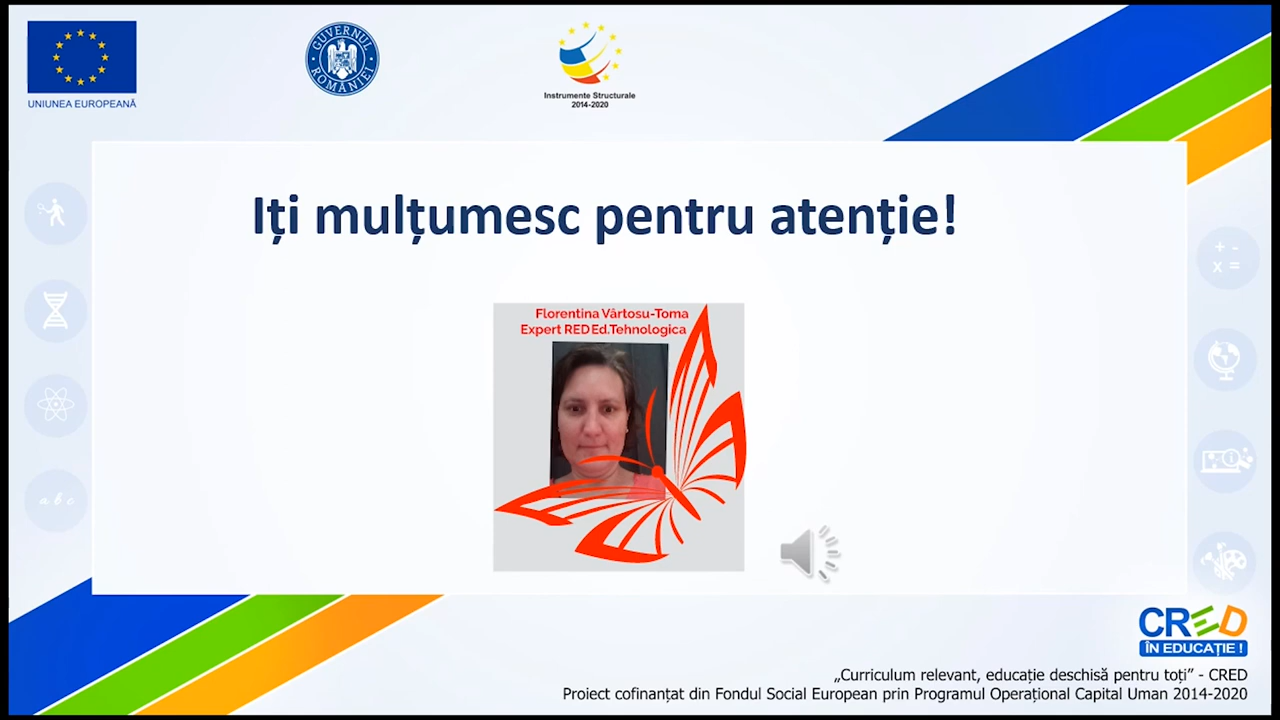 UNIUNEA EUROPEANĂ
GUVERNUL ROMÂNIEI
Instrumente Structurale
2014-2020
Iți mulțumesc pentru atenție!
Florentina Vârtosu-Toma
Expert RED Ed.Tehnologica
+ -
x =
a b c
i
CRED
ÎN EDUCAȚIE !
„Curriculum relevant, educație deschisă pentru toți” - CRED
Proiect cofinanțat din Fondul Social European prin Programul Operațional Capital Uman 2014-2020